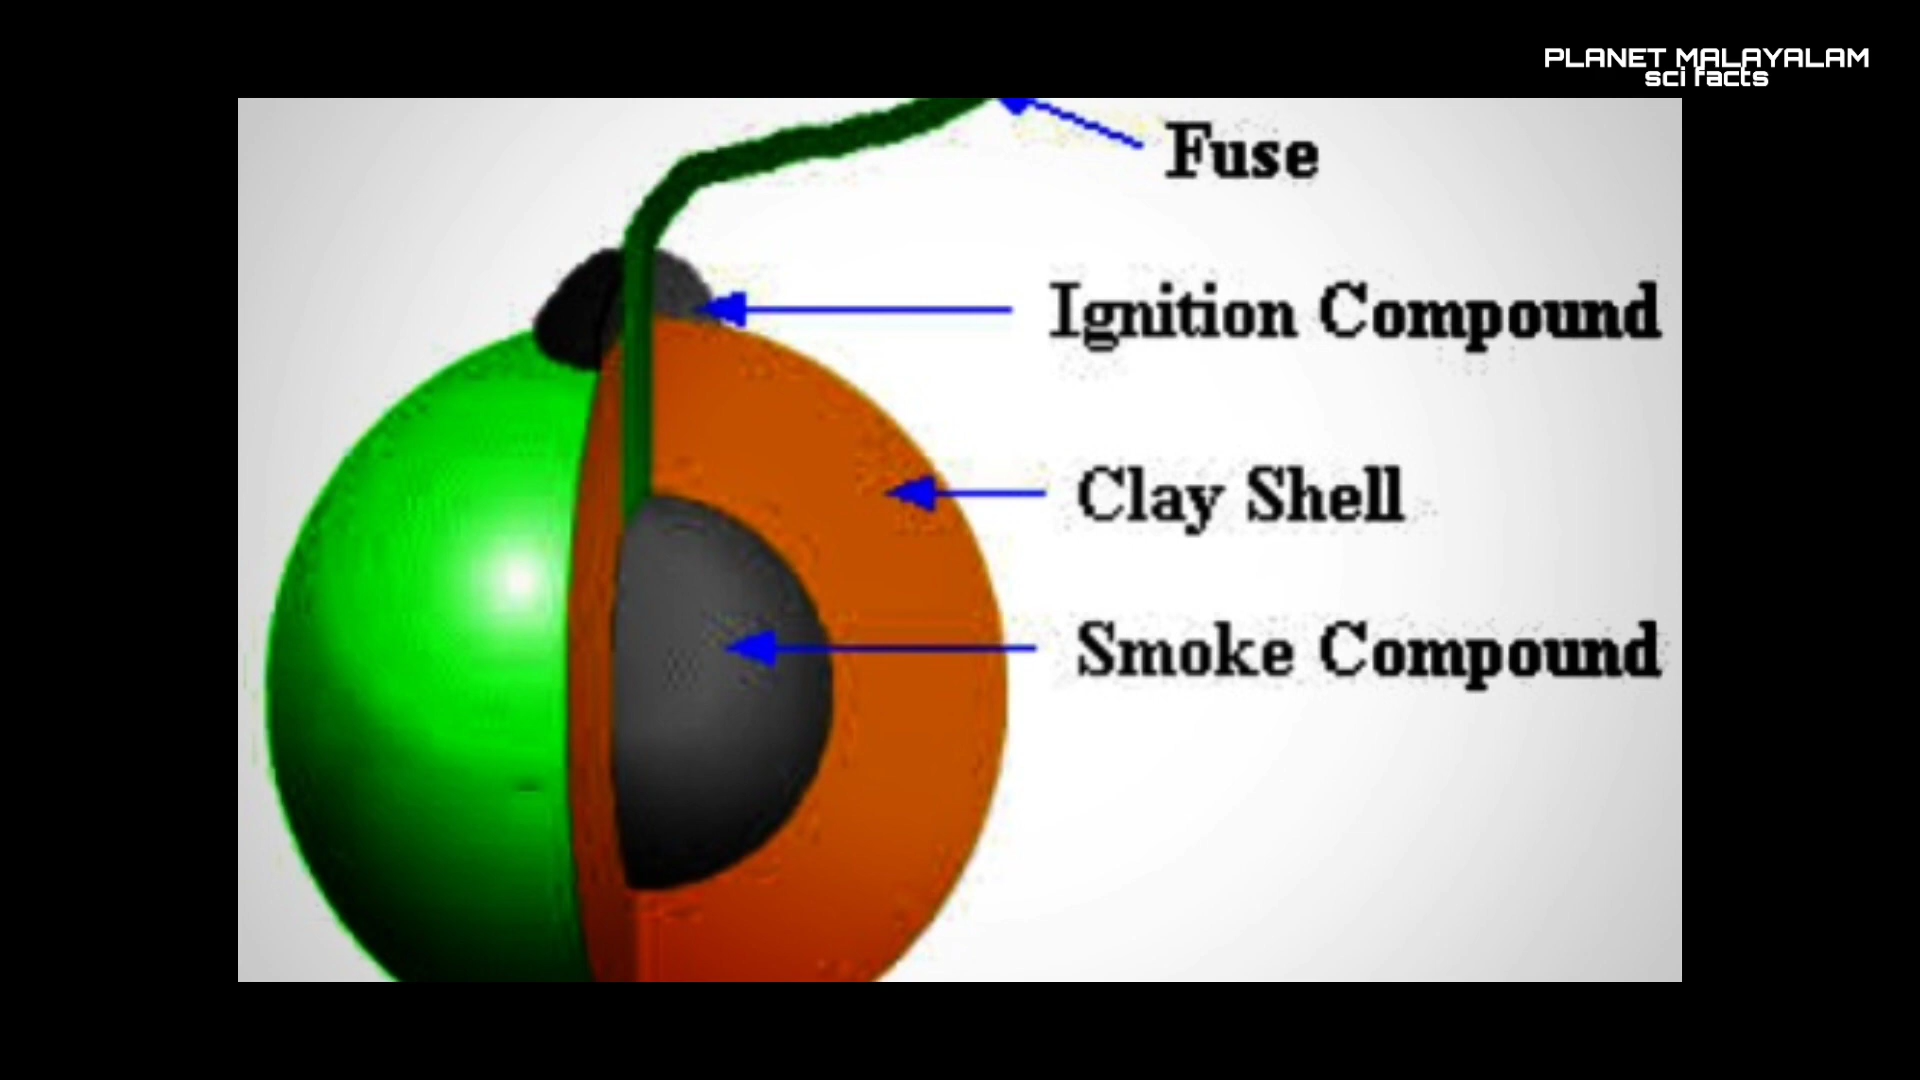 PLANET MALAYALAM
sci facts
Fuse
Ignition Compound
Clay Shell
Smoke Compound